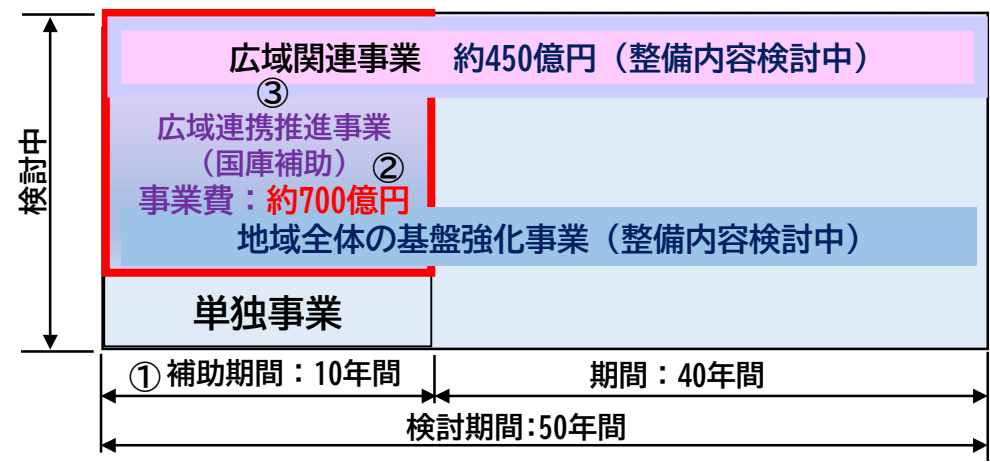 広域関連事業 約450億円（整備内容検討中）
③
広域連携推進事業
（国庫補助） ②
事業費：約700億円
地域全体の基盤強化事業（整備内容検討中）
単独事業
検討中
①補助期間：10年間
期間：40年間
検討期間:50年間